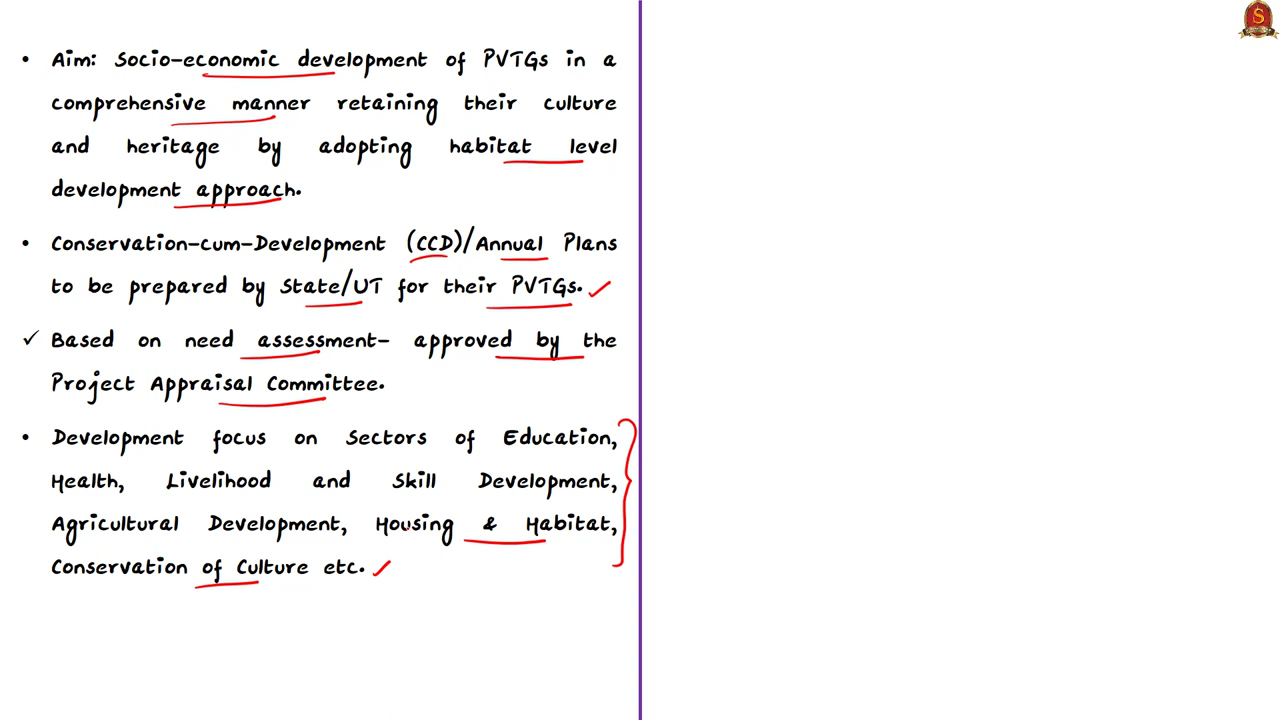 • Aim: Socio-economic development of PVTGs in a
comprehensive manner retaining their culture
and heritage by adopting habitat level
development approach.
• Conservation-cum-Development (CCD)/Annual Plans
to be prepared by State/UT for their PVTGs.
✓ Based on need assessment- approved by the
Project Appraisal Committee.
• Development focus on Sectors of Education,
Health, Livelihood and Skill Development,
Agricultural Development, Housing & Habitat,
Conservation of Culture etc.
S